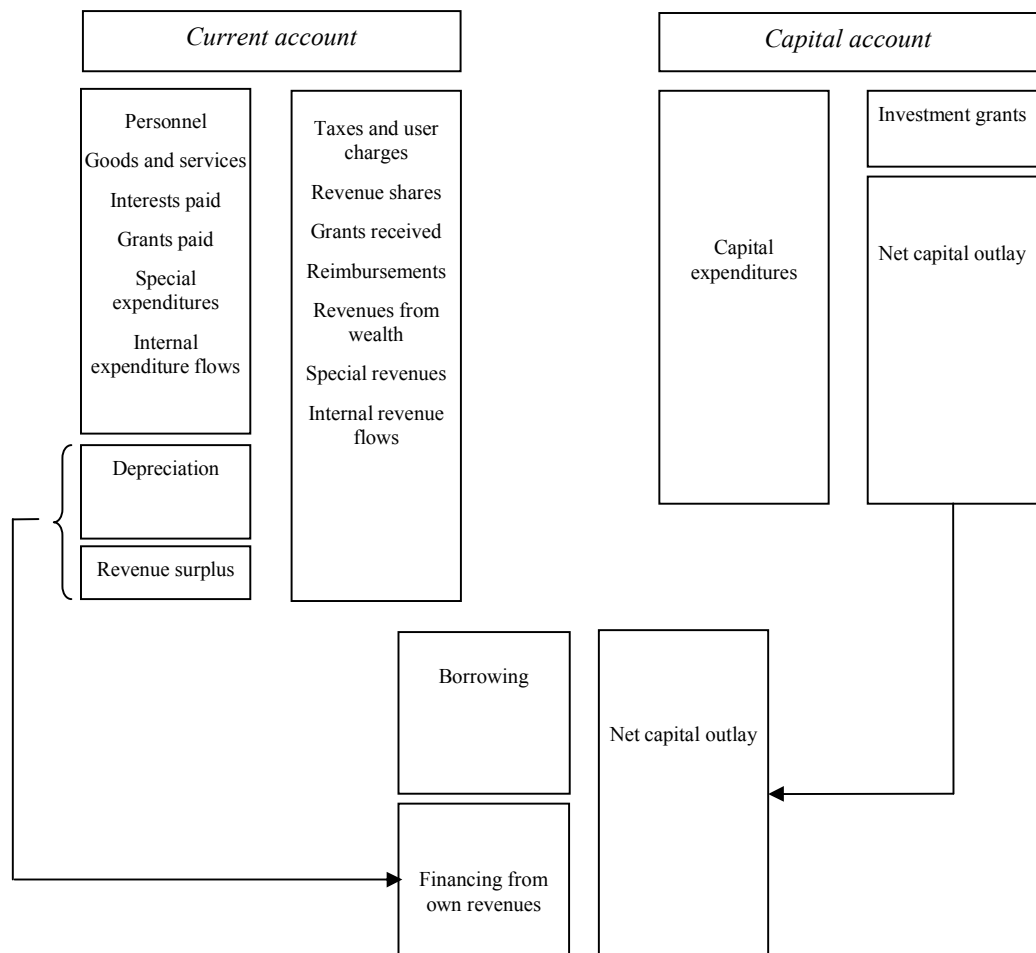 Current account
Capital account
Personnel
Goods and services
Interests paid
Grants paid
Special
expenditures
Internal
expenditure flows
Depreciation
Revenue surplus
Taxes and user
charges
Revenue shares
Grants received
Reimbursements
Revenues from
wealth
Special revenues
Internal revenue
flows
Capital
expenditures
Investment grants
Net capital outlay
Borrowing
Financing from
own revenues
Net capital outlay